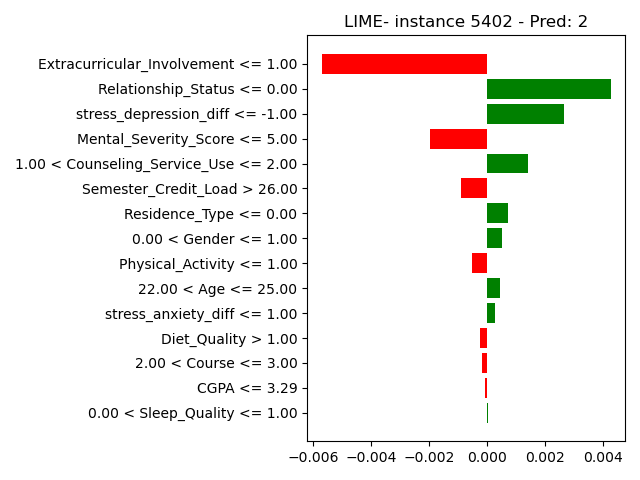 LIME- instance 5402 - Pred: 2
Extracurricular_Involvement <= 1.00
Relationship_Status <= 0.00
stress_depression_diff <= -1.00
Mental_Severity_Score <= 5.00
1.00 < Counseling_Service_Use <= 2.00
Semester_Credit_Load > 26.00
Residence_Type <= 0.00
0.00 < Gender <= 1.00
Physical_Activity <= 1.00
22.00 < Age <= 25.00
stress_anxiety_diff <= 1.00
Diet_Quality > 1.00
2.00 < Course <= 3.00
CGPA <= 3.29
0.00 < Sleep_Quality <= 1.00
−0.006 −0.004 −0.002 0.000 0.002 0.004